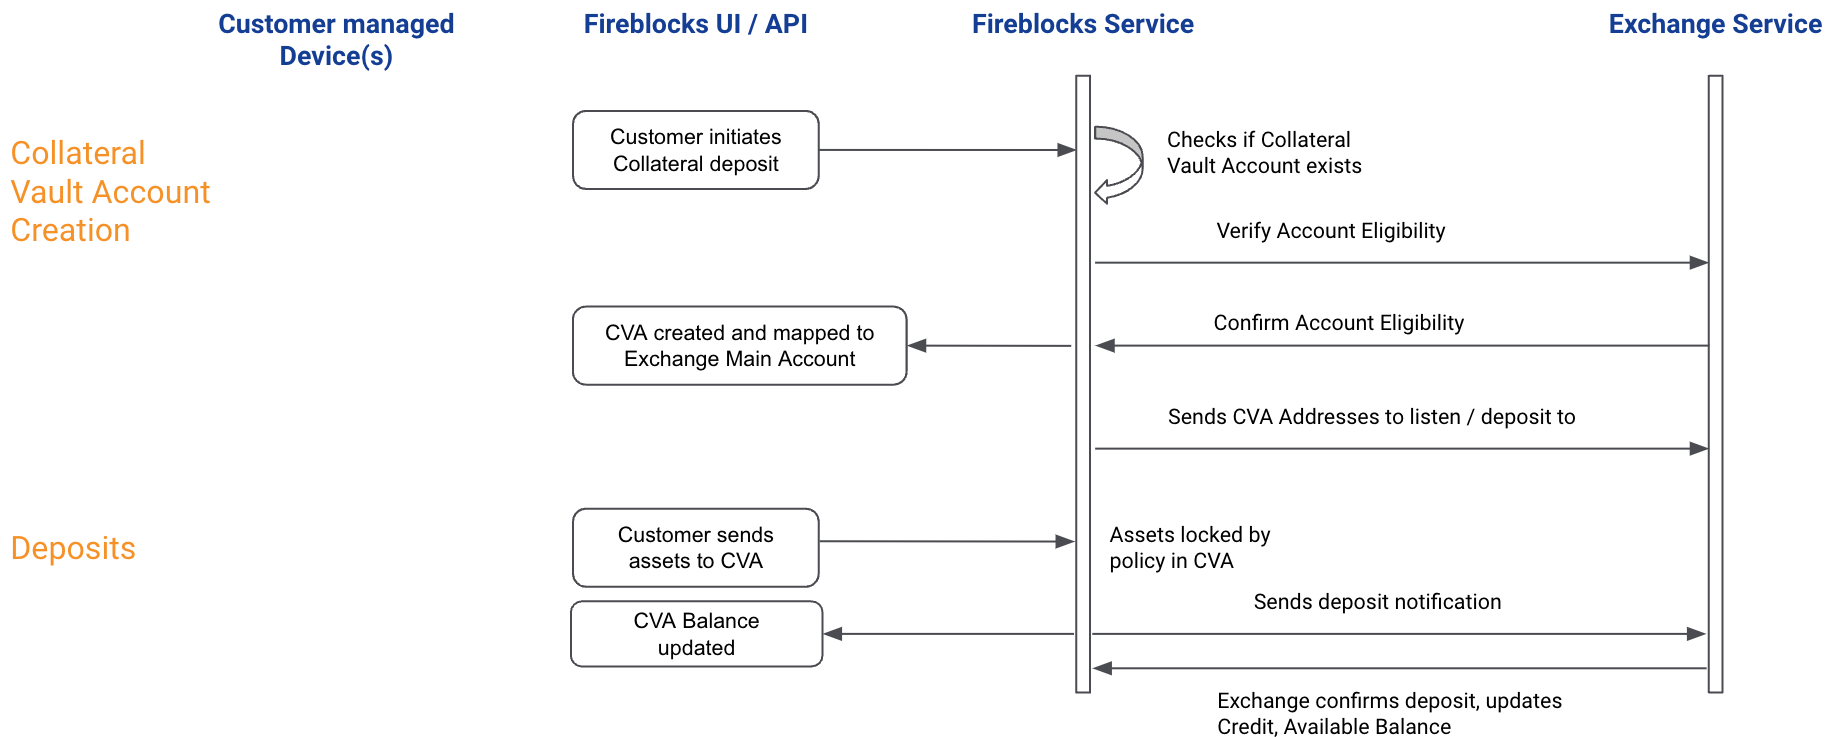 Customer managed
Device(s)
Fireblocks UI / API
Fireblocks Service
Exchange Service
Collateral
Vault Account
Creation
Customer initiates
Collateral deposit
Checks if Collateral
Vault Account exists
Verify Account Eligibility
CVA created and mapped to
Exchange Main Account
Confirm Account Eligibility
Sends CVA Addresses to listen / deposit to
Deposits
Customer sends
assets to CVA
Assets locked by
policy in CVA
CVA Balance
updated
Sends deposit notification
Exchange confirms deposit, updates
Credit, Available Balance